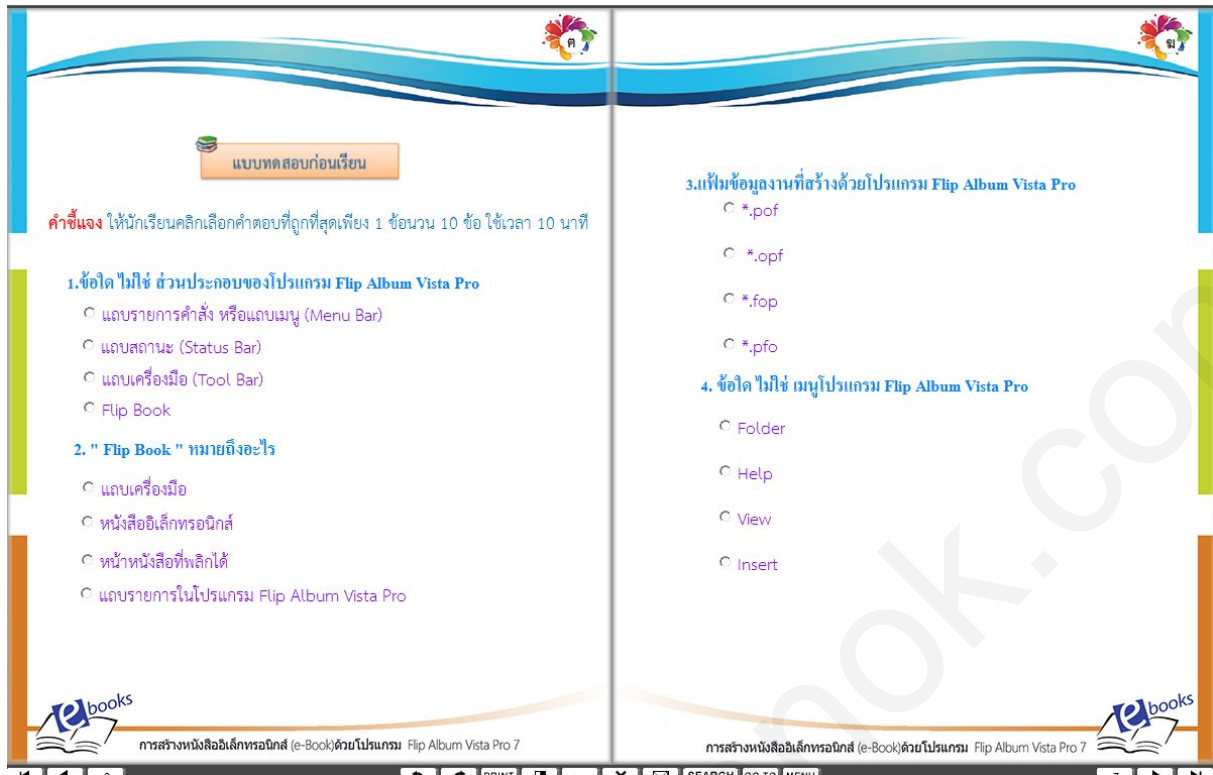 ต
แบบทดสอบก่อนเรียน
คำชี้แจง ให้นักเรียนคลิกเลือกคำตอบที่ถูกที่สุดเพียง 1 ข้อนวน 10 ข้อ ใช้เวลา 10 นาที
1.ข้อใด ไม่ใช่ ส่วนประกอบของโปรแกรม Flip Album Vista Pro
แถบรายการคำสั่ง หรือแถบเมนู (Menu Bar)
แถบสถานะ (Status Bar)
แถบเครื่องมือ (Tool Bar)
Flip Book
2. " Flip Book " หมายถึงอะไร
แถบเครื่องมือ
หนังสืออิเล็กทรอนิกส์
หน้าหนังสือที่พลิกได้
แถบรายการในโปรแกรม Flip Album Vista Pro
ebooks
การสร้างหนังสืออิเล็กทรอนิกส์ (e-Book)ด้วยโปรแกรม Flip Album Vista Pro 7
3.แฟ้มข้อมูลงานที่สร้างด้วยโปรแกรม Flip Album Vista Pro
*.pof
*.opf
*.fop
*.pfo
4. ข้อใด ไม่ใช่ เมนูโปรแกรม Flip Album Vista Pro
Folder
Help
View
Insert
ebooks
การสร้างหนังสืออิเล็กทรอนิกส์ (e-Book)ด้วยโปรแกรม Flip Album Vista Pro 7
PRINT SEARCH GO TO MENU